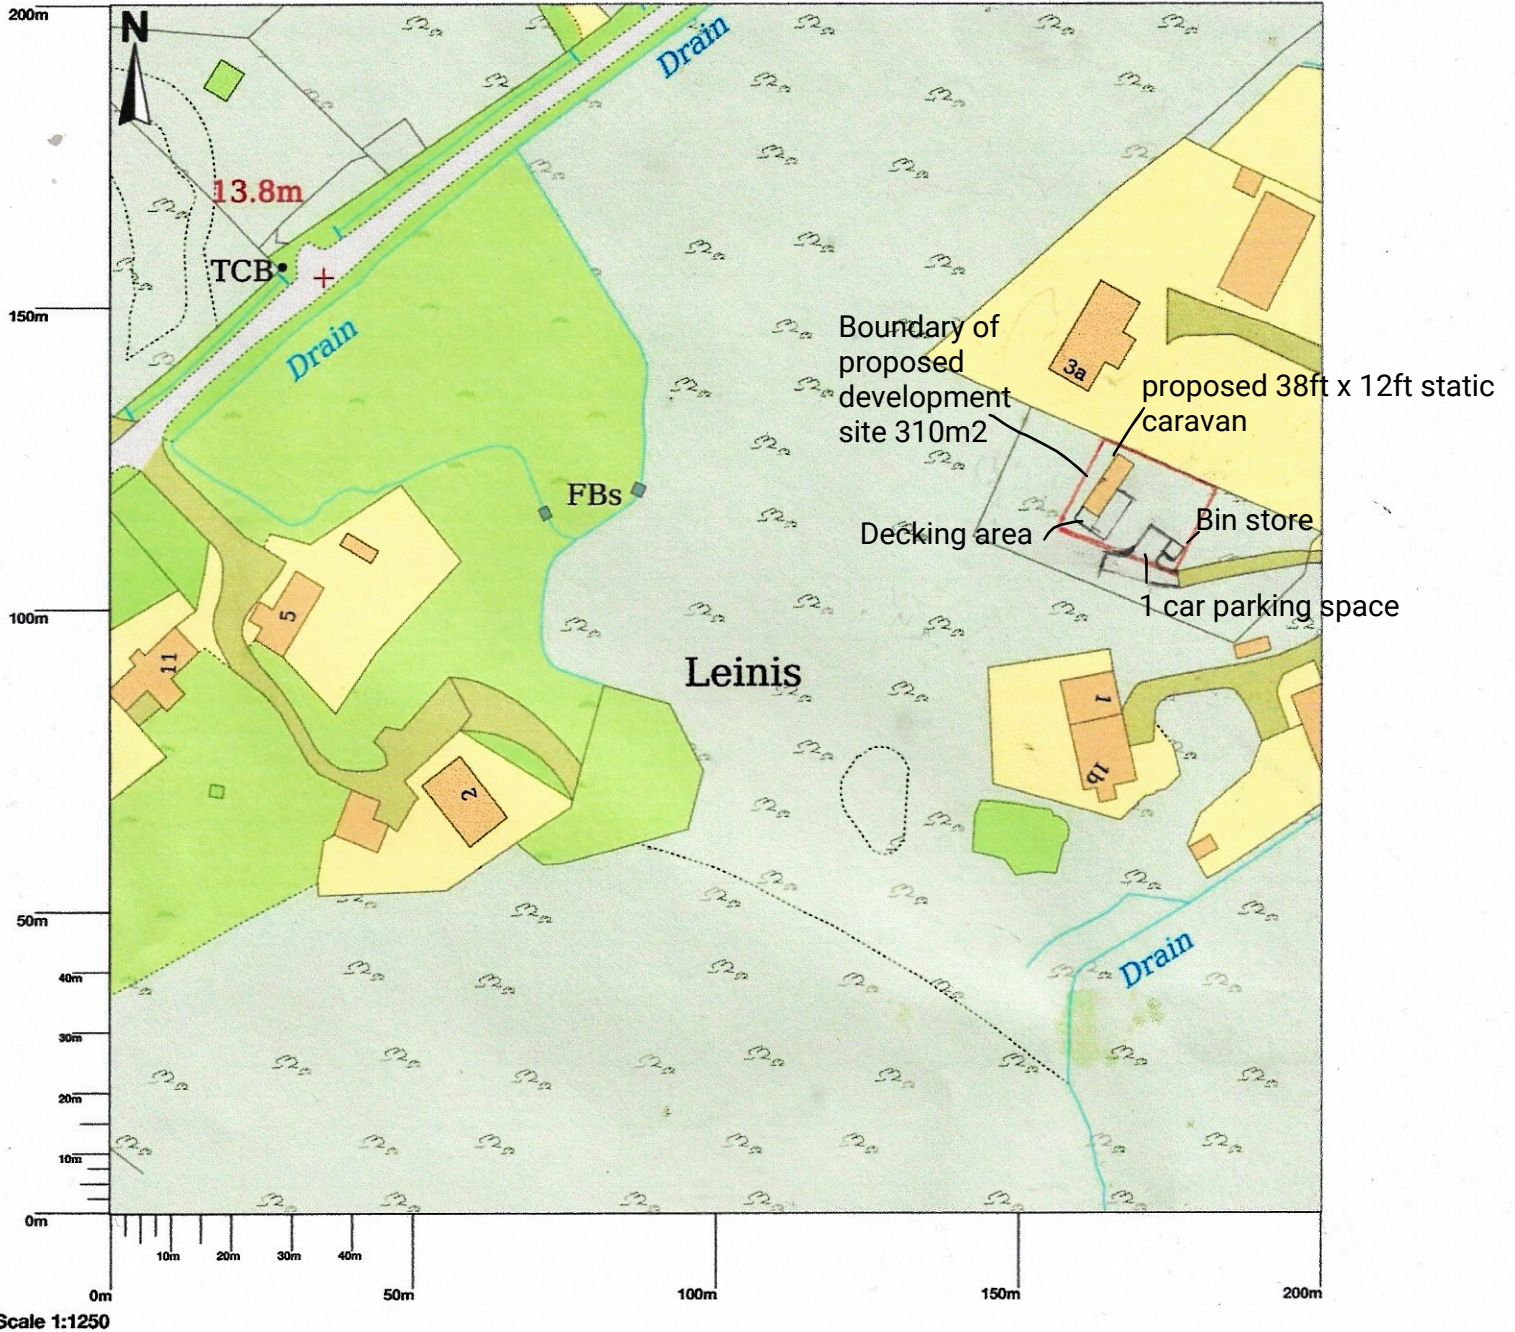 200m
N
Drain
13.8m
TCB
150m
Drain
Boundary of
proposed
development
site 310m2
3a
proposed 38ft x 12ft static
caravan
FBs
Decking area
Bin store
1 car parking space
100m
5
11
Leinis
1
1b
2
50m
Drain
40m
30m
20m
10m
0m
10m
20m
30m
40m
0m
50m
100m
150m
200m
Scale 1:1250